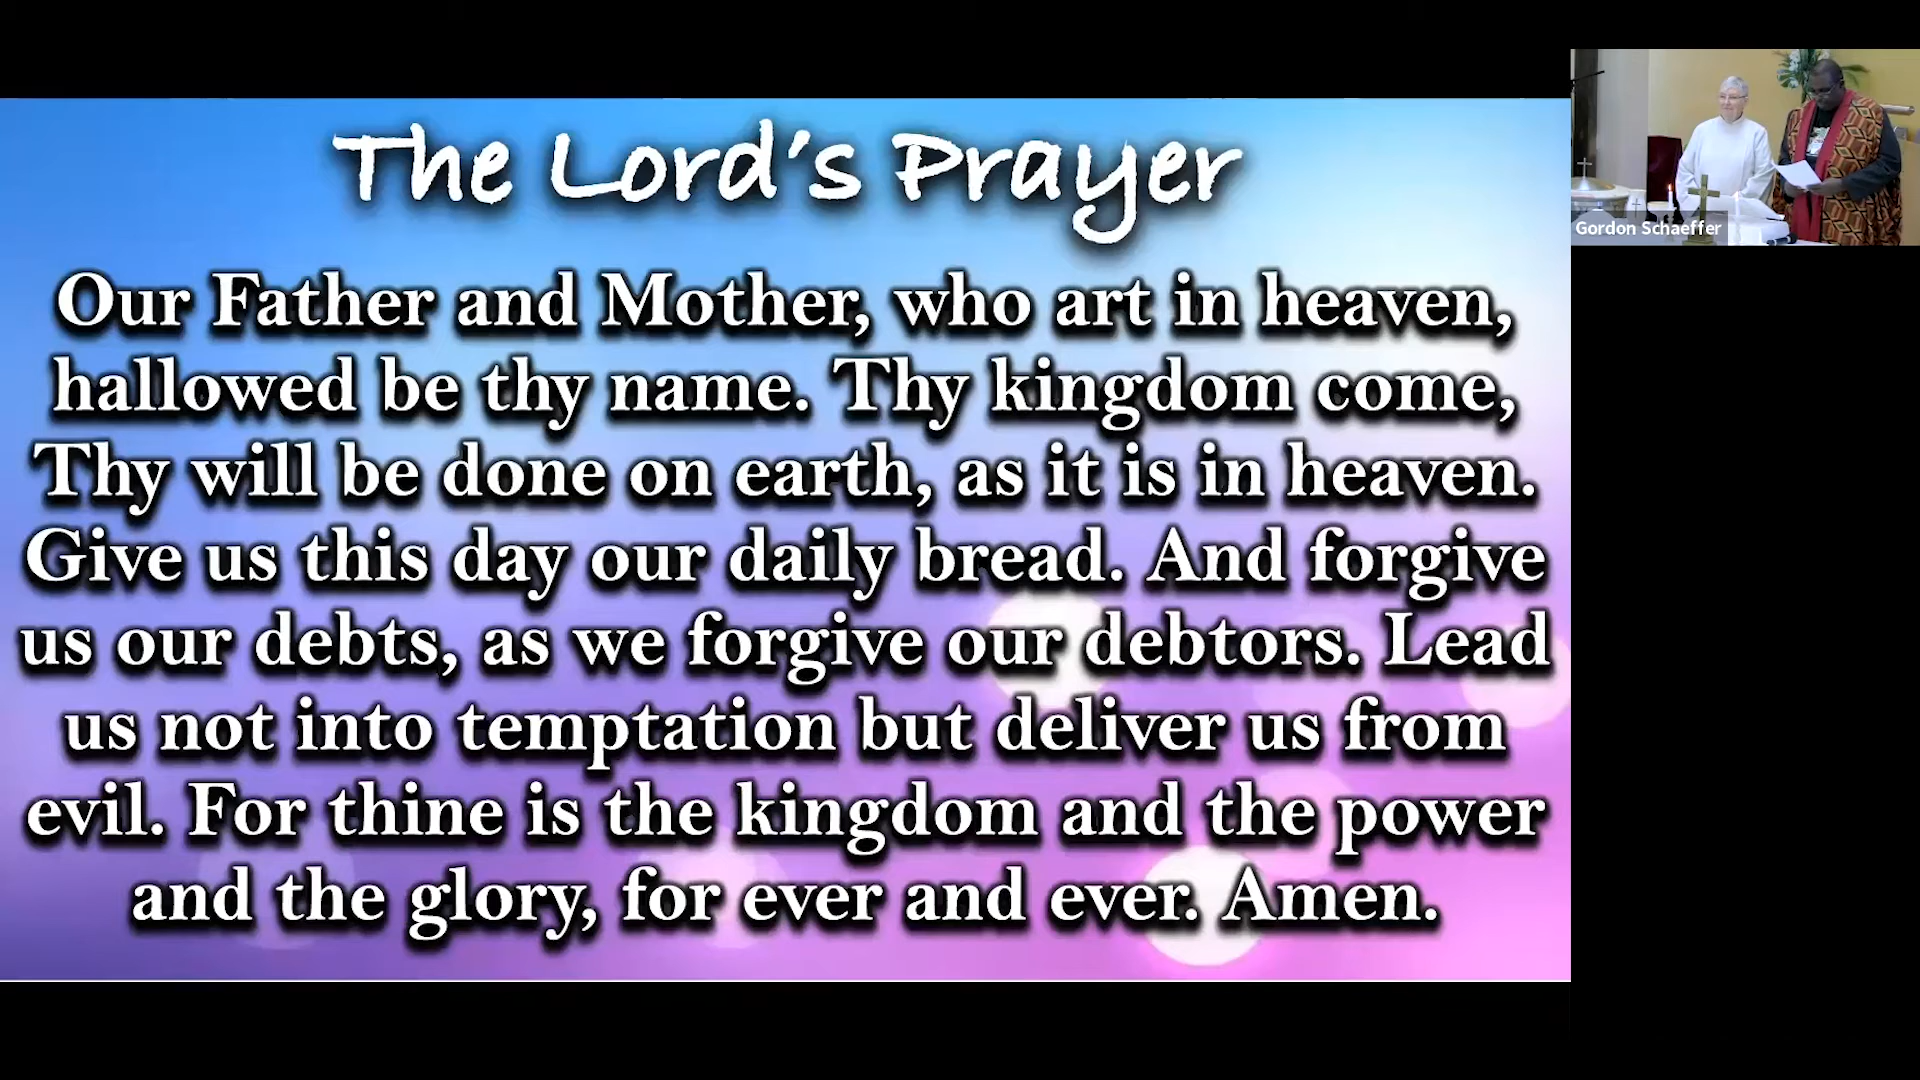 The Lord's Prayer
Our Father and Mother, who art in heaven,
hallowed be thy name. Thy kingdom come,
Thy will be done on earth, as it is in heaven.
Give us this day our daily bread. And forgive
us our debts, as we forgive our debtors. Lead
us not into temptation but deliver us from
evil. For thine is the kingdom and the power
and the glory, for ever and ever. Amen.
Gordon Schaeffer